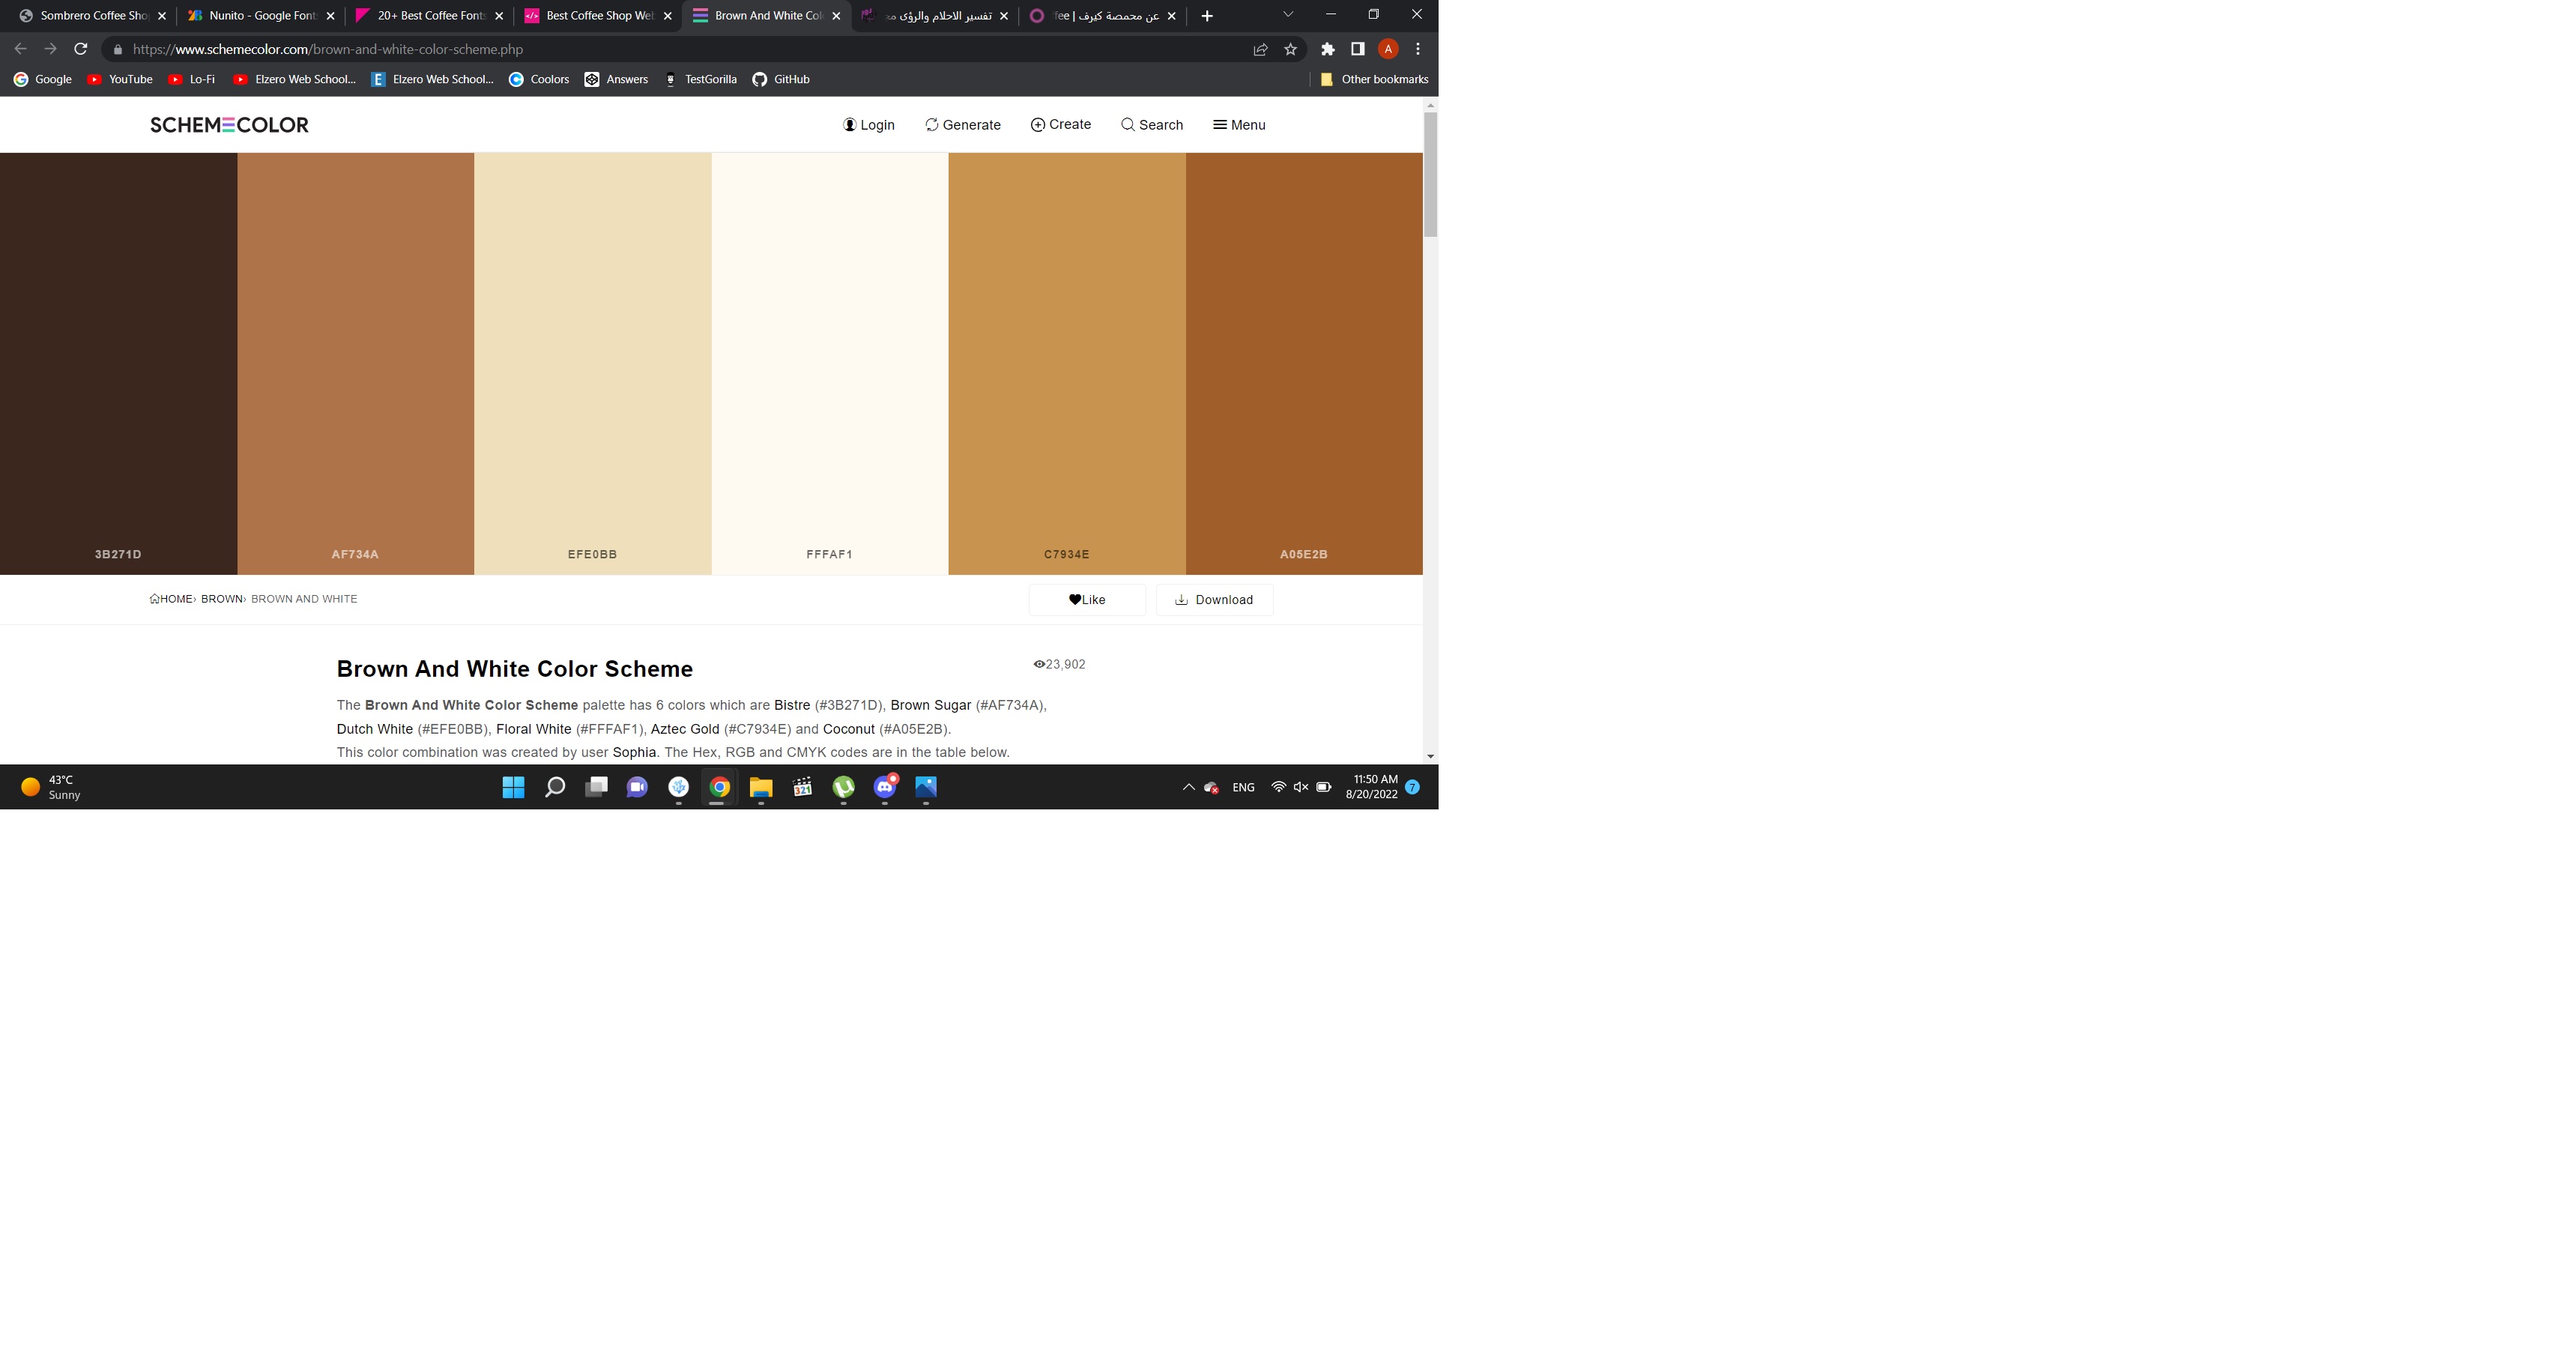 Sombrero Coffee Sho
Nunito - Google Font
20+ Best Coffee Fonts
Best Coffee Shop Web
Brown And White Col
تفسير الاحلام والرؤى مج
عن محمصة كيرف | fee
https://www.schemecolor.com/brown-and-white-color-scheme.php
A
Google
YouTube
Lo-Fi
Elzero Web School...
Elzero Web School...
Coolors
Answers
TestGorilla
GitHub
Other bookmarks
SCHEMECOLOR
Login
Generate
Create
Search
Menu
3B271D
AF734A
EFE0BB
FFFAF1
C7934E
A05E2B
HOME› BROWN› BROWN AND WHITE
Like
Download
Brown And White Color Scheme
23,902
The Brown And White Color Scheme palette has 6 colors which are Bistre (#3B271D), Brown Sugar (#AF734A),
Dutch White (#EFE0BB), Floral White (#FFFAF1), Aztec Gold (#C7934E) and Coconut (#A05E2B).
This color combination was created by user Sophia. The Hex, RGB and CMYK codes are in the table below.
43°C
Sunny
321
ENG
11:50 AM
8/20/2022
7